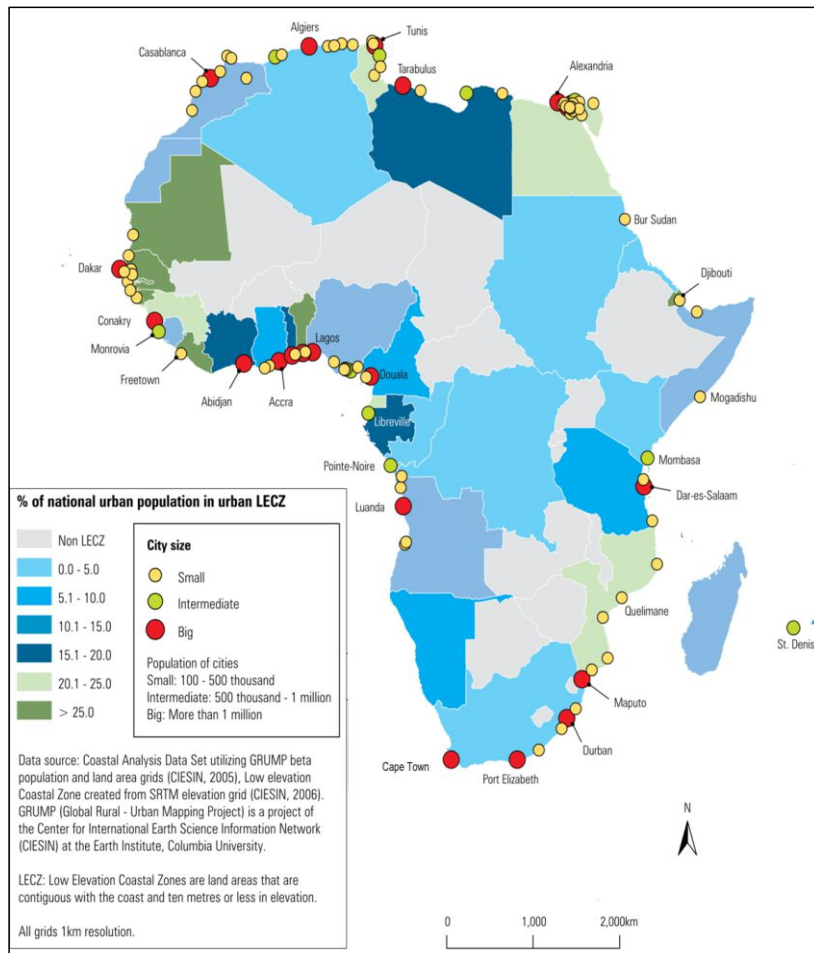 Algiers
Tunis
Casablanca
Tarabulus
Alexandria
Bur Sudan
Dakar
Djibouti
Conakry
Lagos
Monrovia
Freetown
Douala
Abidjan
Accra
Mogadishu
Libreville
Pointe-Noire
Mombasa
Dar-es-Salaam
Luanda
Quelimane
St. Denis
Maputo
Durban
Cape Town
Port Elizabeth
% of national urban population in urban LECZ
Non LECZ
0.0 - 5.0
5.1 - 10.0
10.1 - 15.0
15.1 - 20.0
20.1 - 25.0
> 25.0
City size
Small
Intermediate
Big
Population of cities
Small: 100 - 500 thousand
Intermediate: 500 thousand - 1 million
Big: More than 1 million
Data source: Coastal Analysis Data Set utilizing GRUMP beta
population and land area grids (CIESIN, 2005), Low elevation
Coastal Zone created from SRTM elevation grid (CIESIN, 2006).
GRUMP (Global Rural - Urban Mapping Project) is a project of
the Center for International Earth Science Information Network
(CIESIN) at the Earth Institute, Columbia University.
LECZ: Low Elevation Coastal Zones are land areas that are
contiguous with the coast and ten metres or less in elevation.
All grids 1km resolution.
N
0 1,000 2,000km